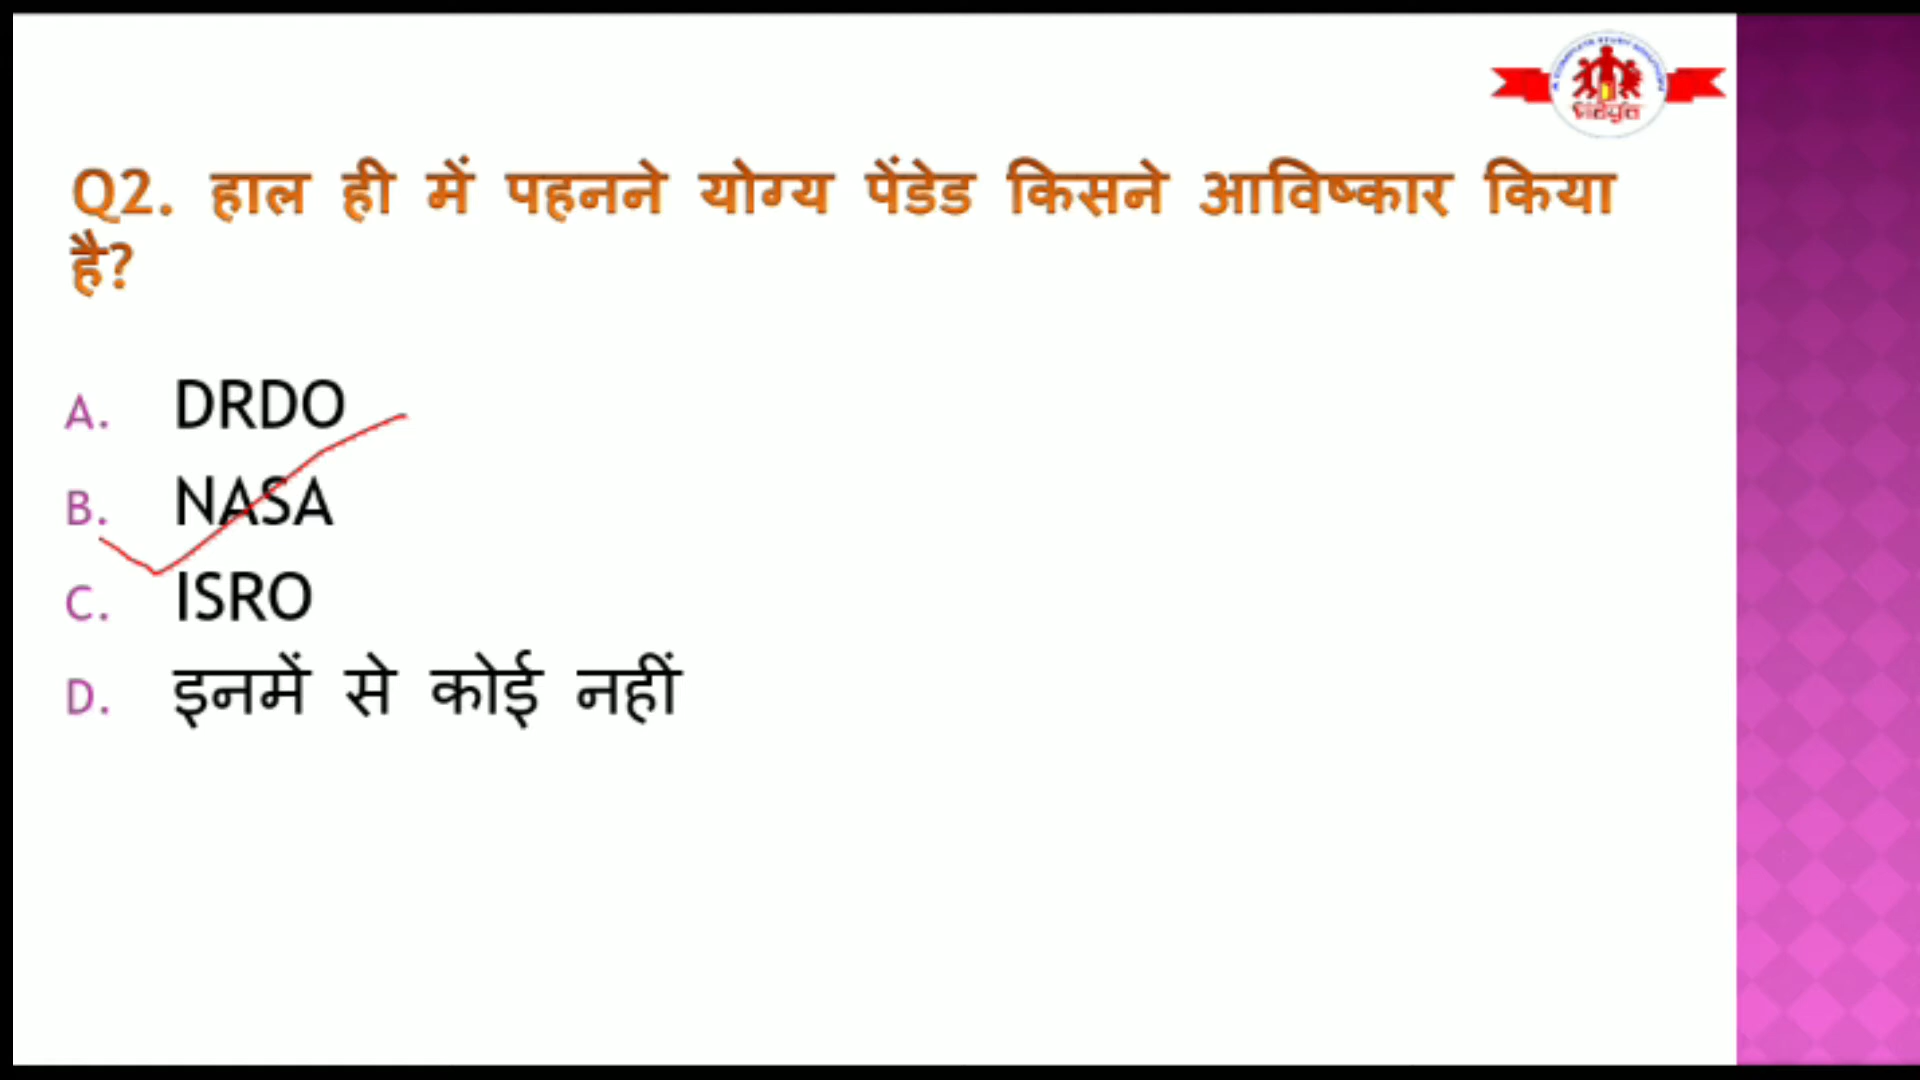 Q2. हाल ही में पहनने योग्य पेंडेड किसने आविष्कार किया
है?
A. DRDO
B. NASA
C. ISRO
D. इनमें से कोई नहीं